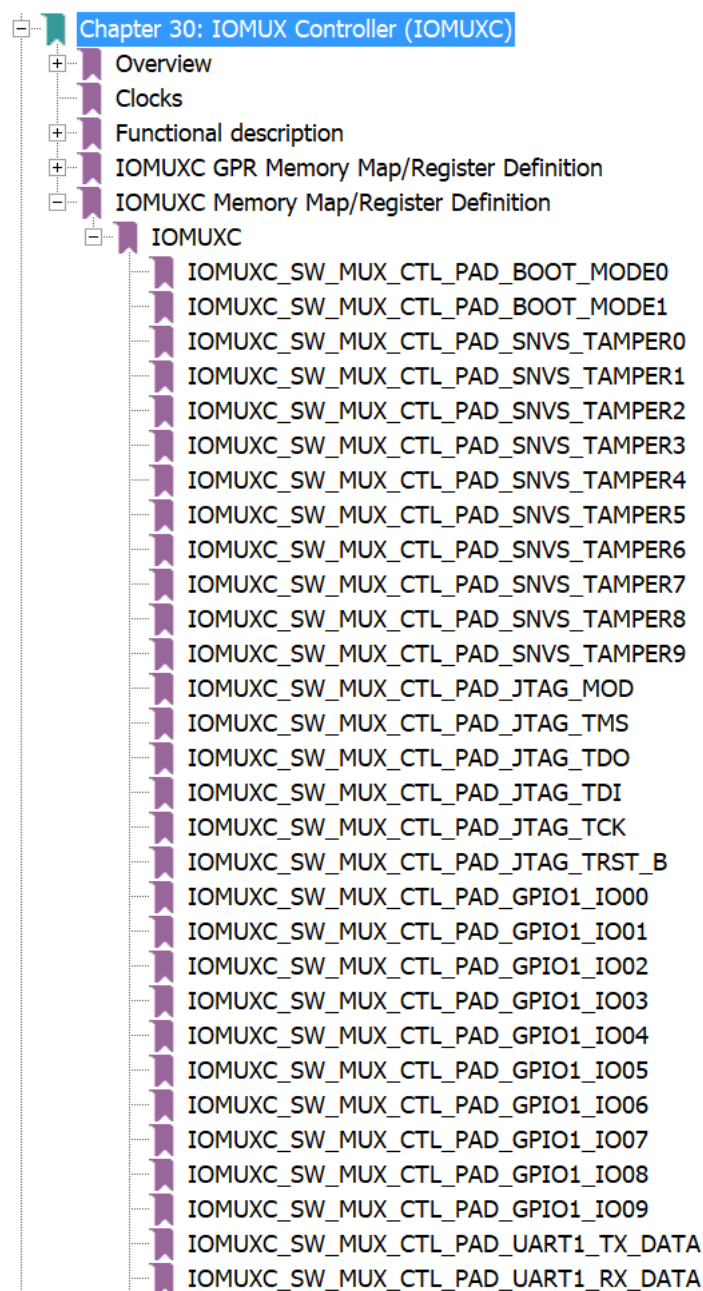 Chapter 30: IOMUX Controller (IOMUXC)
Overview
Clocks
Functional description
IOMUXC GPR Memory Map/Register Definition
IOMUXC Memory Map/Register Definition
IOMUXC
IOMUXC_SW_MUX_CTL_PAD_BOOT_MODE0
IOMUXC_SW_MUX_CTL_PAD_BOOT_MODE1
IOMUXC_SW_MUX_CTL_PAD_SNVS_TAMPER0
IOMUXC_SW_MUX_CTL_PAD_SNVS_TAMPER1
IOMUXC_SW_MUX_CTL_PAD_SNVS_TAMPER2
IOMUXC_SW_MUX_CTL_PAD_SNVS_TAMPER3
IOMUXC_SW_MUX_CTL_PAD_SNVS_TAMPER4
IOMUXC_SW_MUX_CTL_PAD_SNVS_TAMPER5
IOMUXC_SW_MUX_CTL_PAD_SNVS_TAMPER6
IOMUXC_SW_MUX_CTL_PAD_SNVS_TAMPER7
IOMUXC_SW_MUX_CTL_PAD_SNVS_TAMPER8
IOMUXC_SW_MUX_CTL_PAD_SNVS_TAMPER9
IOMUXC_SW_MUX_CTL_PAD_JTAG_MOD
IOMUXC_SW_MUX_CTL_PAD_JTAG_TMS
IOMUXC_SW_MUX_CTL_PAD_JTAG_TDO
IOMUXC_SW_MUX_CTL_PAD_JTAG_TDI
IOMUXC_SW_MUX_CTL_PAD_JTAG_TCK
IOMUXC_SW_MUX_CTL_PAD_JTAG_TRST_B
IOMUXC_SW_MUX_CTL_PAD_GPIO1_IO00
IOMUXC_SW_MUX_CTL_PAD_GPIO1_IO01
IOMUXC_SW_MUX_CTL_PAD_GPIO1_IO02
IOMUXC_SW_MUX_CTL_PAD_GPIO1_IO03
IOMUXC_SW_MUX_CTL_PAD_GPIO1_IO04
IOMUXC_SW_MUX_CTL_PAD_GPIO1_IO05
IOMUXC_SW_MUX_CTL_PAD_GPIO1_IO06
IOMUXC_SW_MUX_CTL_PAD_GPIO1_IO07
IOMUXC_SW_MUX_CTL_PAD_GPIO1_IO08
IOMUXC_SW_MUX_CTL_PAD_GPIO1_IO09
IOMUXC_SW_MUX_CTL_PAD_UART1_TX_DATA
IOMUXC_SW_MUX_CTL_PAD_UART1_RX_DATA